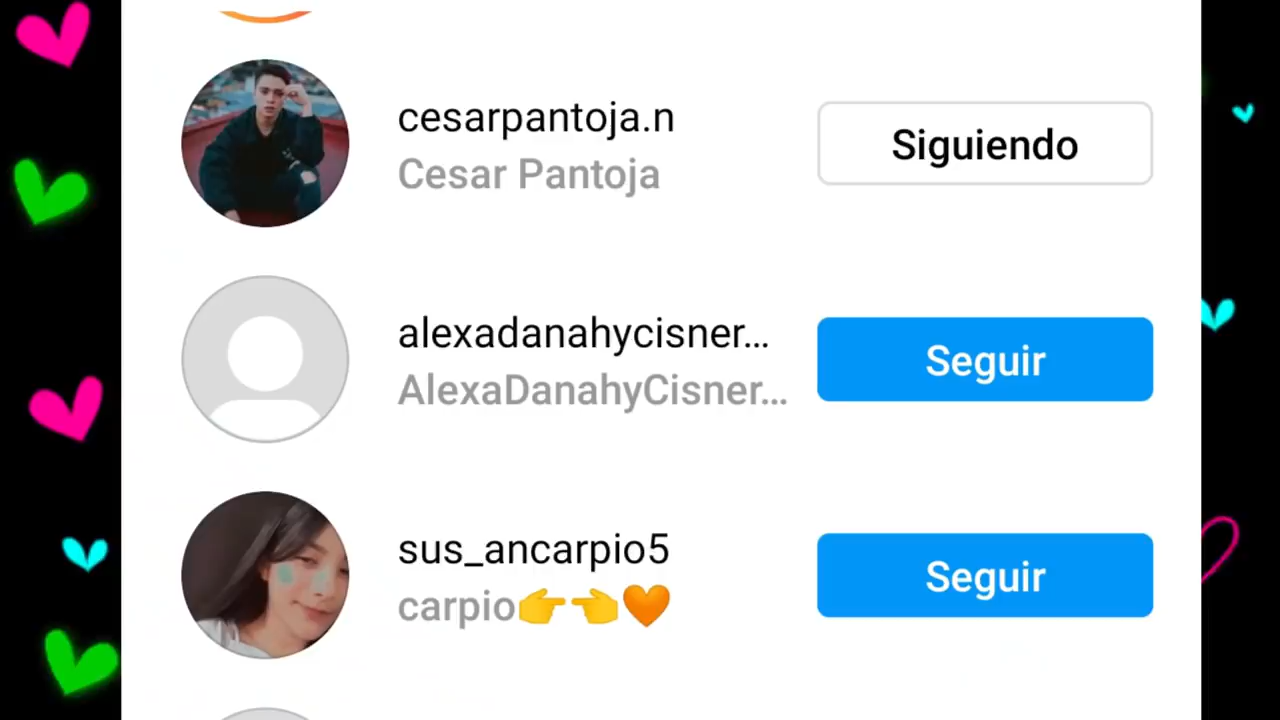 cesarpantoja.n
Cesar Pantoja
Siguiendo
alexadanahycisner...
AlexaDanahyCisner...
Seguir
sus_ancarpio5
carpio👉👈🧡
Seguir